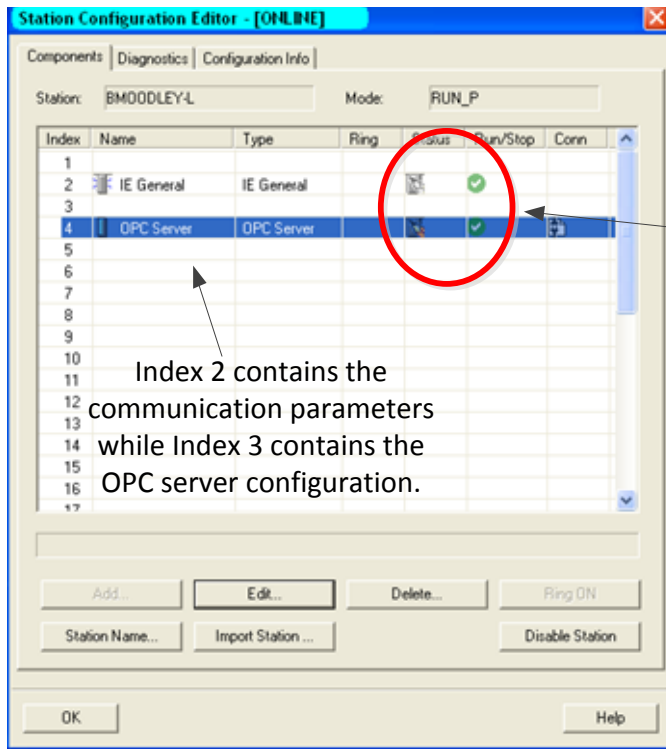 Station Configuration Editor - [ONLINE]
Components Diagnostics Configuration Info
Station: BMOODLEY-L Mode: RUN_P
Index Name Type Ring Status Run/Stop Conn
1
2 IE General IE General
3
4 OPC Server OPC Server
5
6
7
8
9
10
11
12
13
14
15
16
17
Index 2 contains the
communication parameters
while Index 3 contains the
OPC server configuration.
Add... Edit... Delete... Ring ON
Station Name... Import Station ... Disable Station
OK Help